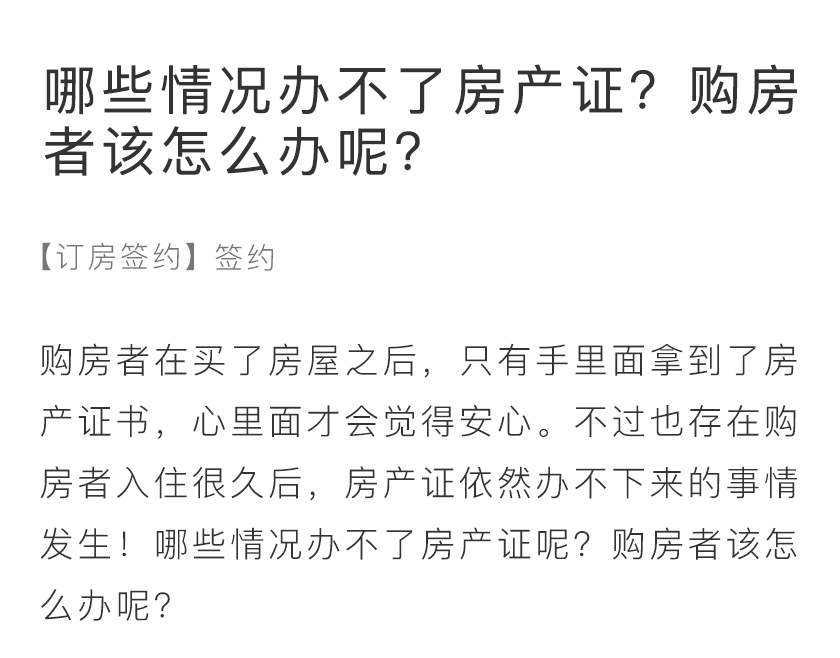 哪些情况办不了房产证？购房
者该怎么办呢？
【订房签约】签约
购房者在买了房屋之后，只有手里面拿到了房
产证书，心里面才会觉得安心。不过也存在购
房者入住很久后，房产证依然办不下来的事情
发生！哪些情况办不了房产证呢？购房者该怎
么办呢？